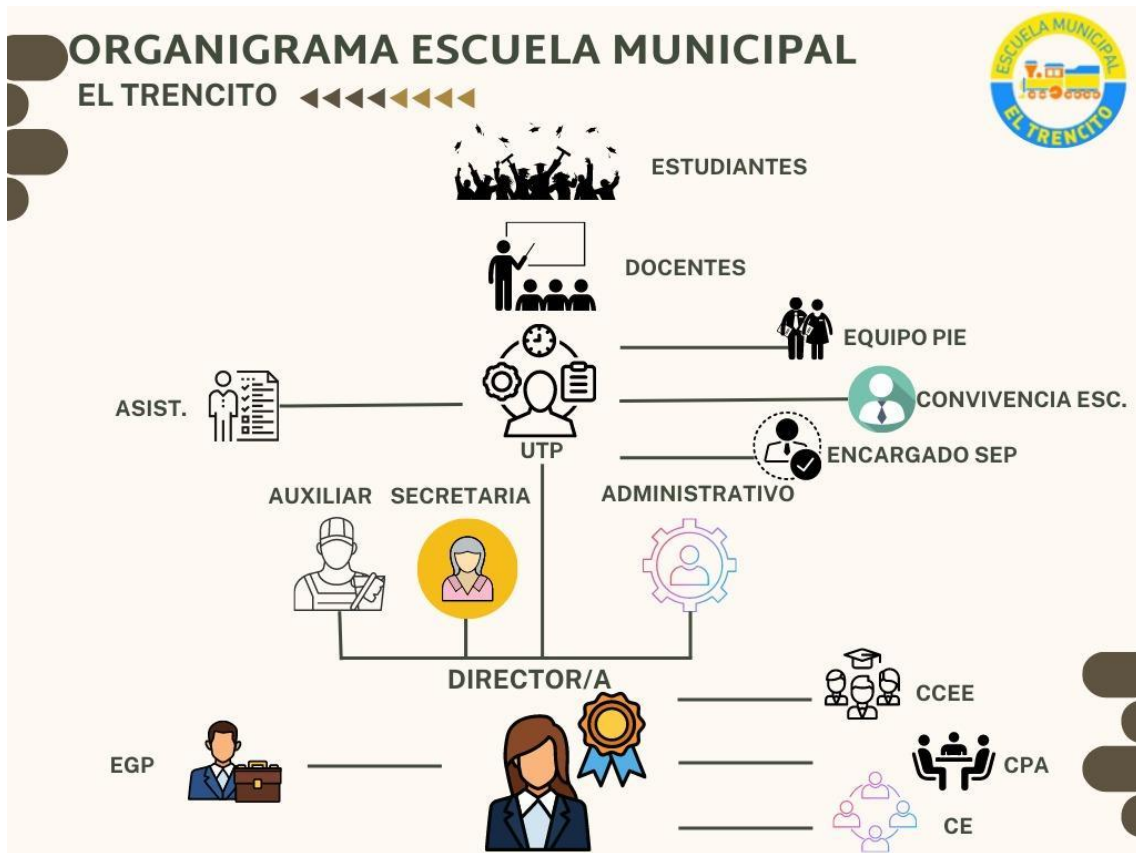 ORGANIGRAMA ESCUELA MUNICIPAL
EL TRENCITO
ESCUELA MUNICIPAL
EL TRENCITO
ESTUDIANTES
DOCENTES
EQUIPO PIE
ASIST.
CONVIVENCIA ESC.
UTP
ENCARGADO SEP
AUXILIAR
SECRETARIA
ADMINISTRATIVO
DIRECTOR/A
CCEE
EGP
CPA
CE